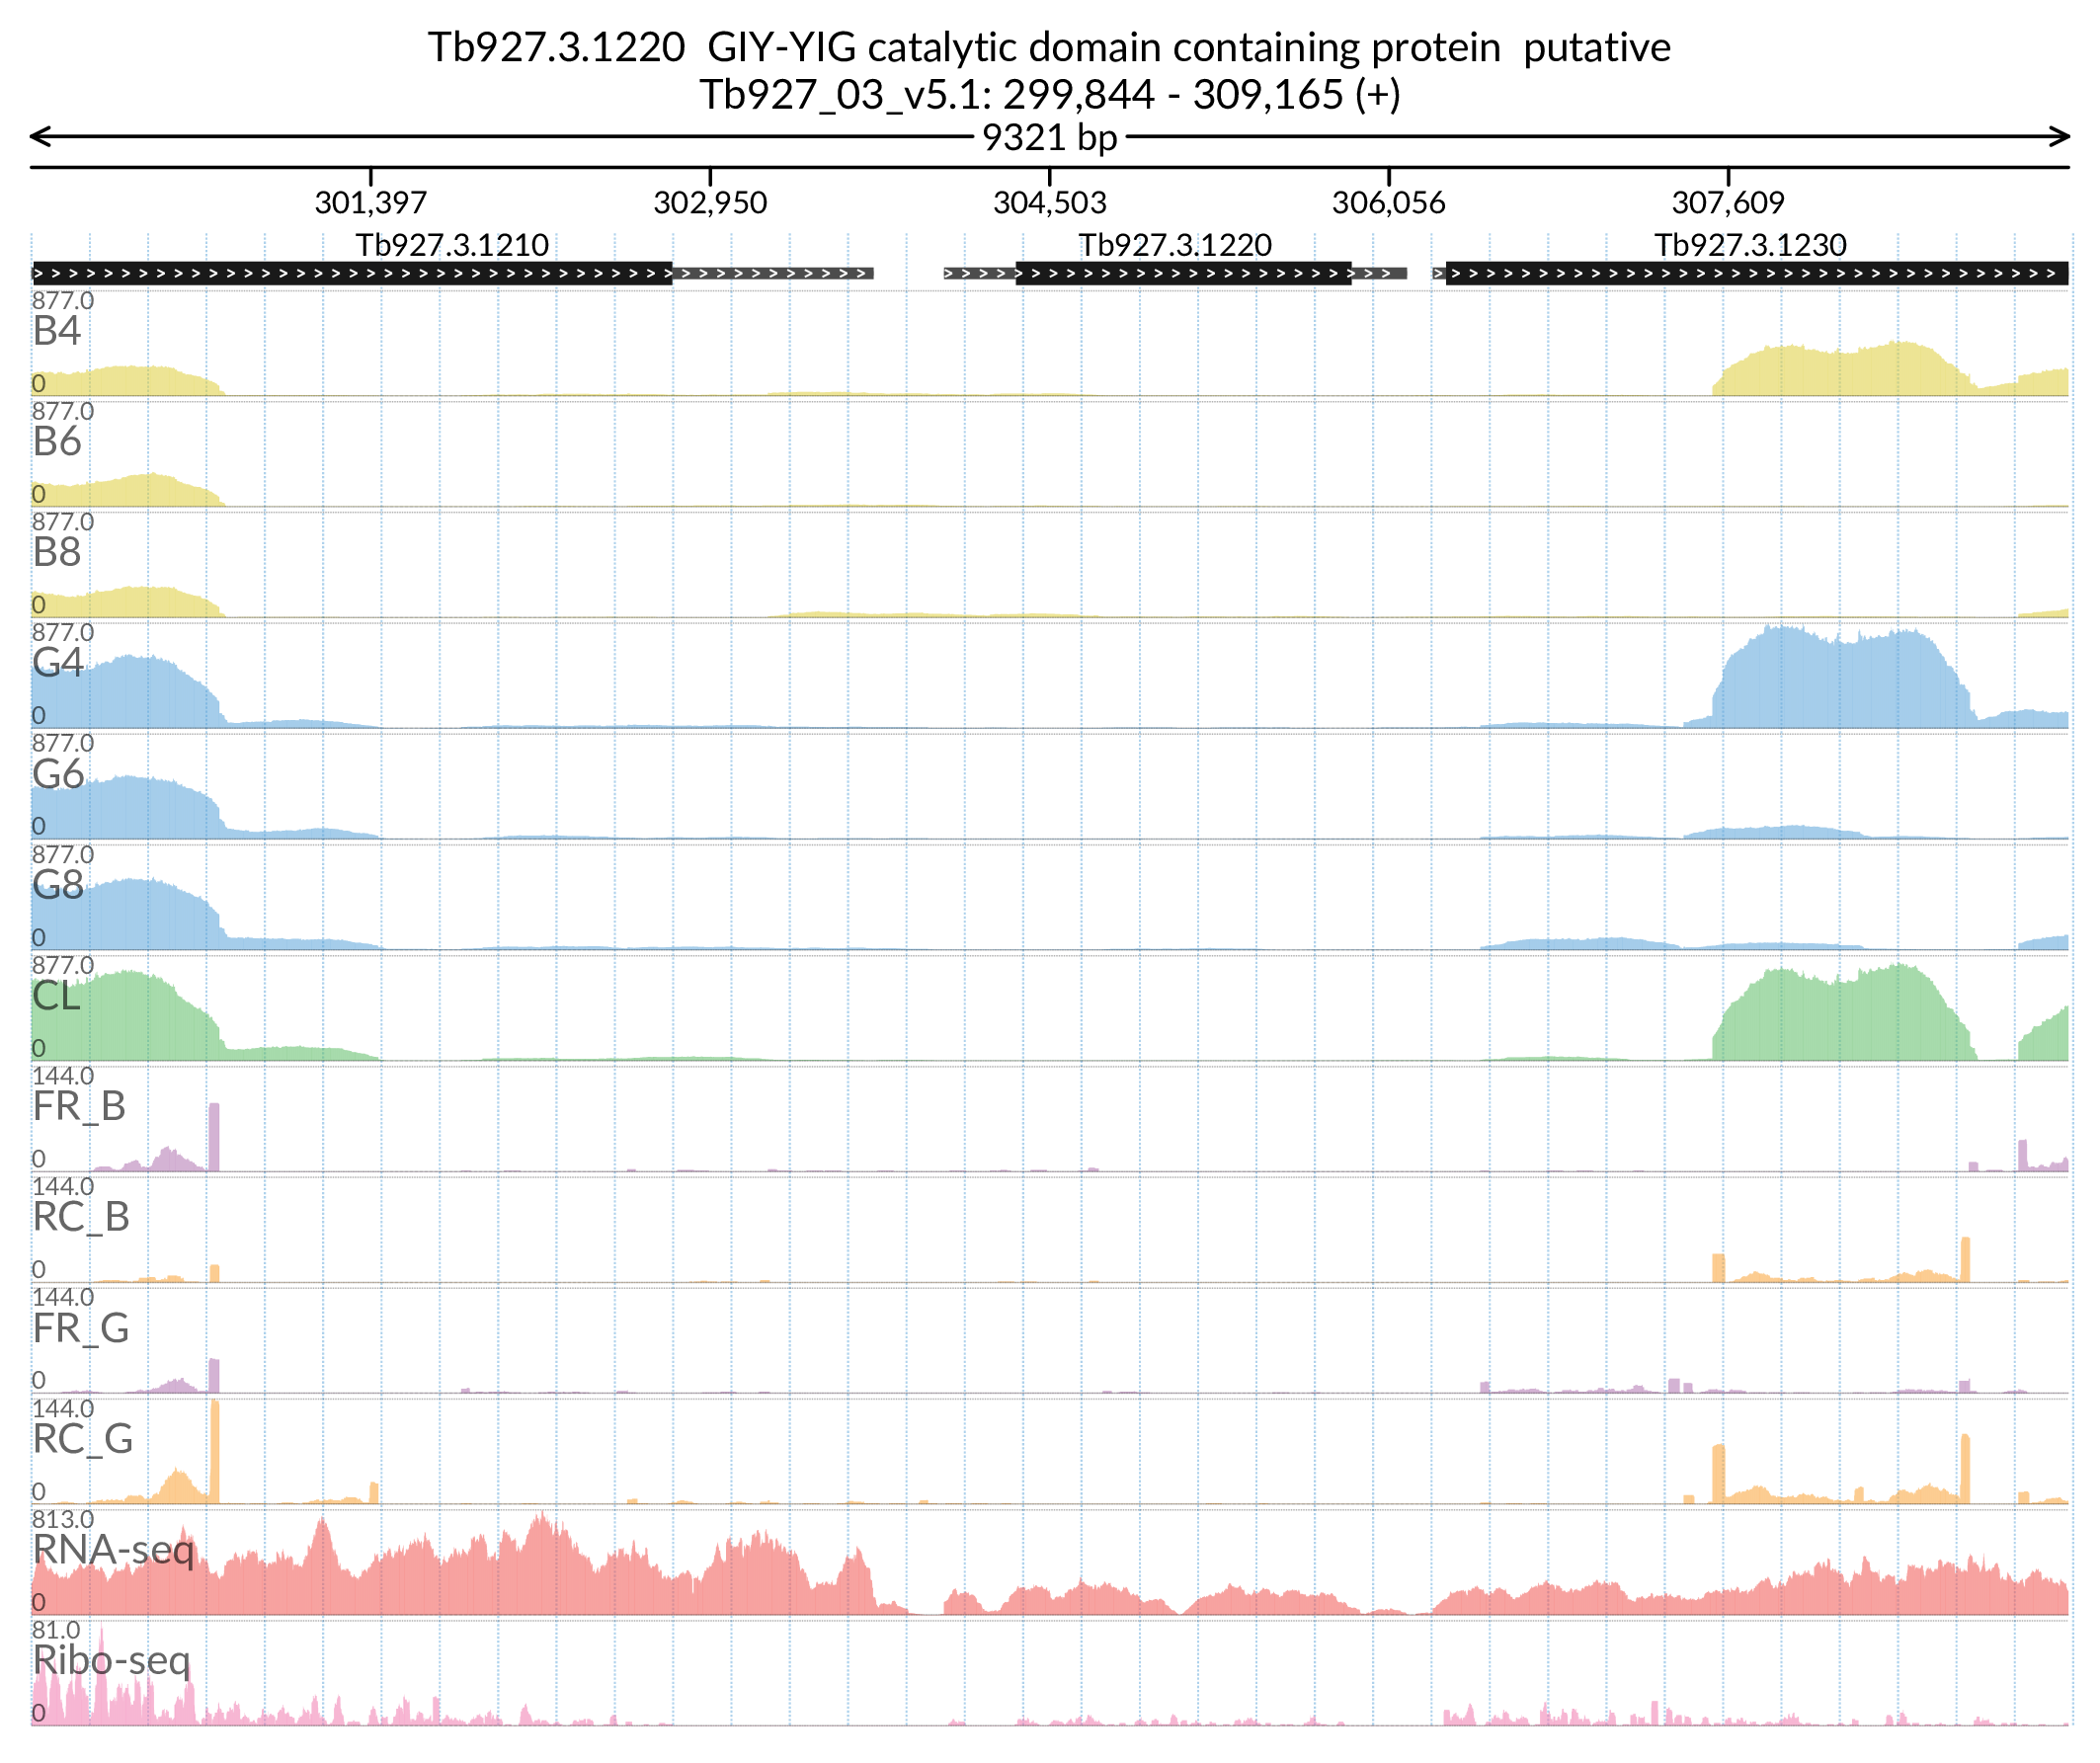 Tb927.3.1220  GIY-YIG catalytic domain containing protein  putative
Tb927_03_v5.1: 299,844 - 309,165 (+)
9321 bp
301,397 302,950 304,503 306,056 307,609
Tb927.3.1210 Tb927.3.1220 Tb927.3.1230
877.0
B4
0
877.0
B6
0
877.0
B8
0
877.0
G4
0
877.0
G6
0
877.0
G8
0
877.0
CL
0
144.0
FR_B
0
144.0
RC_B
0
144.0
FR_G
0
144.0
RC_G
0
813.0
RNA-seq
0
81.0
Ribo-seq
0